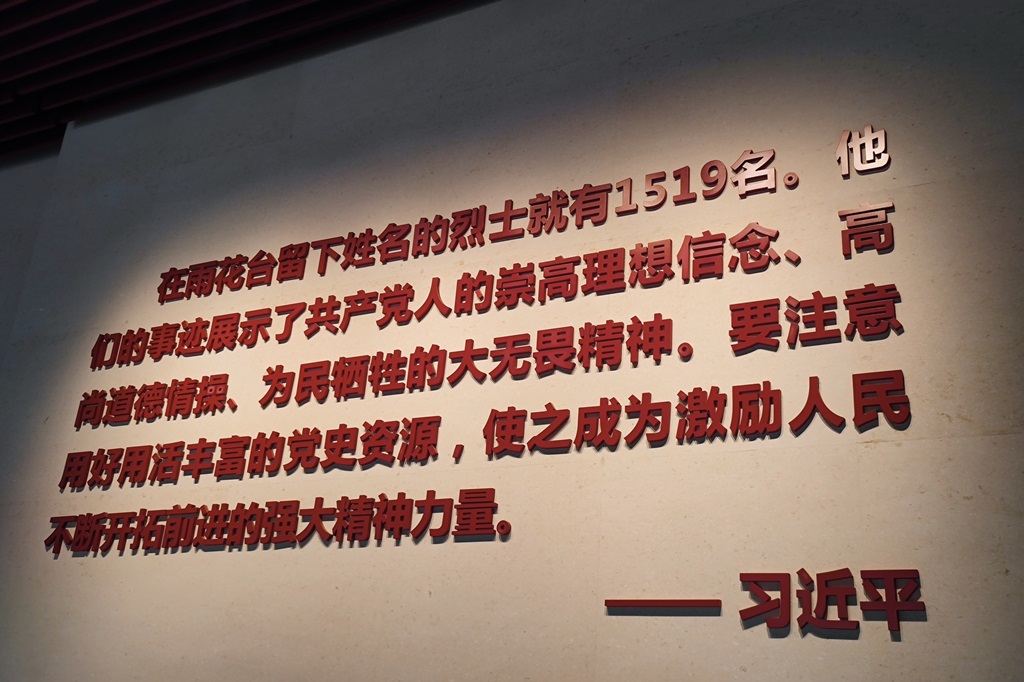 在雨花台留下姓名的烈士就有1519名。他
们的事迹展示了共产党人的崇高理想信念、高
尚道德情操、为民牺牲的大无畏精神。要注意
用好用活丰富的党史资源，使之成为激励人民
不断开拓前进的强大精神力量。
——习近平